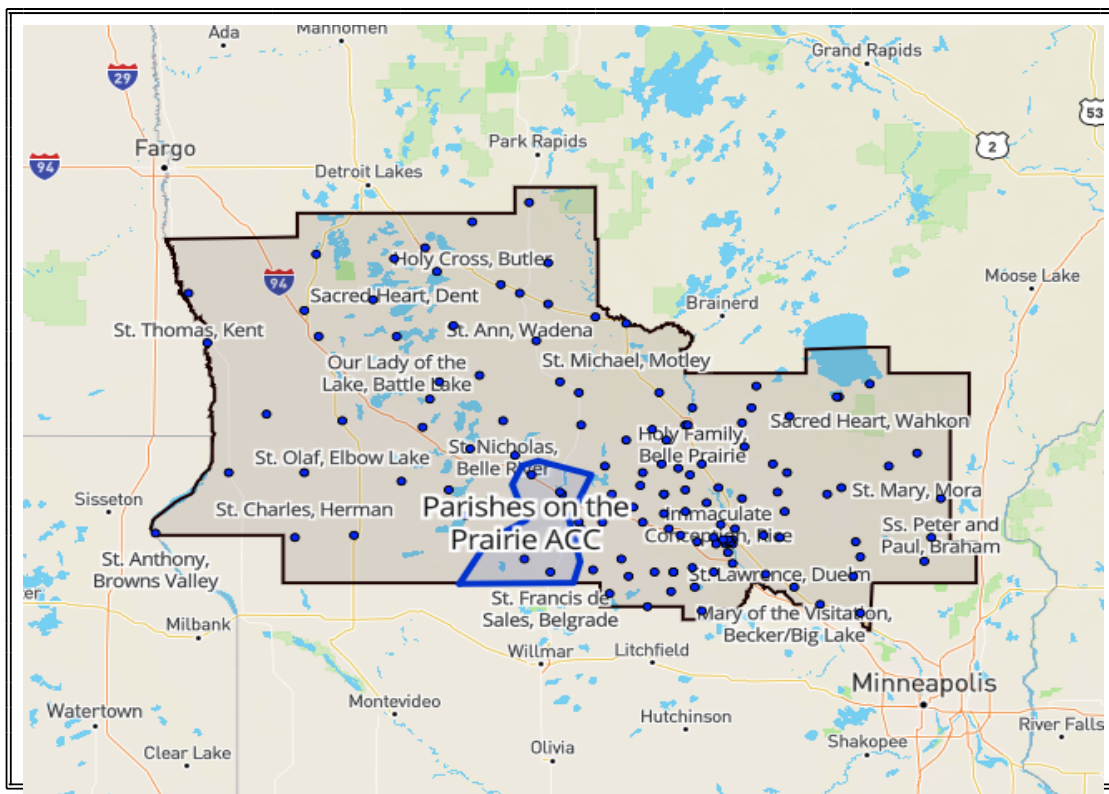 Ada
Mahnomen
Grand Rapids
29
53
2
Fargo
Park Rapids
94
Detroit Lakes
Holy Cross, Butler
Moose Lake
94
Sacred Heart, Dent
Brainerd
St. Thomas, Kent
St. Ann, Wadena
Our Lady of the
Lake, Battle Lake
St. Michael, Motley
Sacred Heart, Wahkon
St. Nicholas,
Belle River
Holy Family,
Belle Prairie
St. Olaf, Elbow Lake
Sisseton
St. Charles, Herman
Parishes on the
Prairie ACC
Immaculate
Conception, Rice
St. Mary, Mora
Ss. Peter and
Paul, Braham
St. Anthony,
Browns Valley
St. Lawrence, Duelm
St. Francis de
Sales, Belgrade
Mary of the Visitation,
Becker/Big Lake
er
Milbank
Willmar
Litchfield
Minneapolis
Montevideo
Watertown
Hutchinson
River Falls
Clear Lake
Olivia
Shakopee